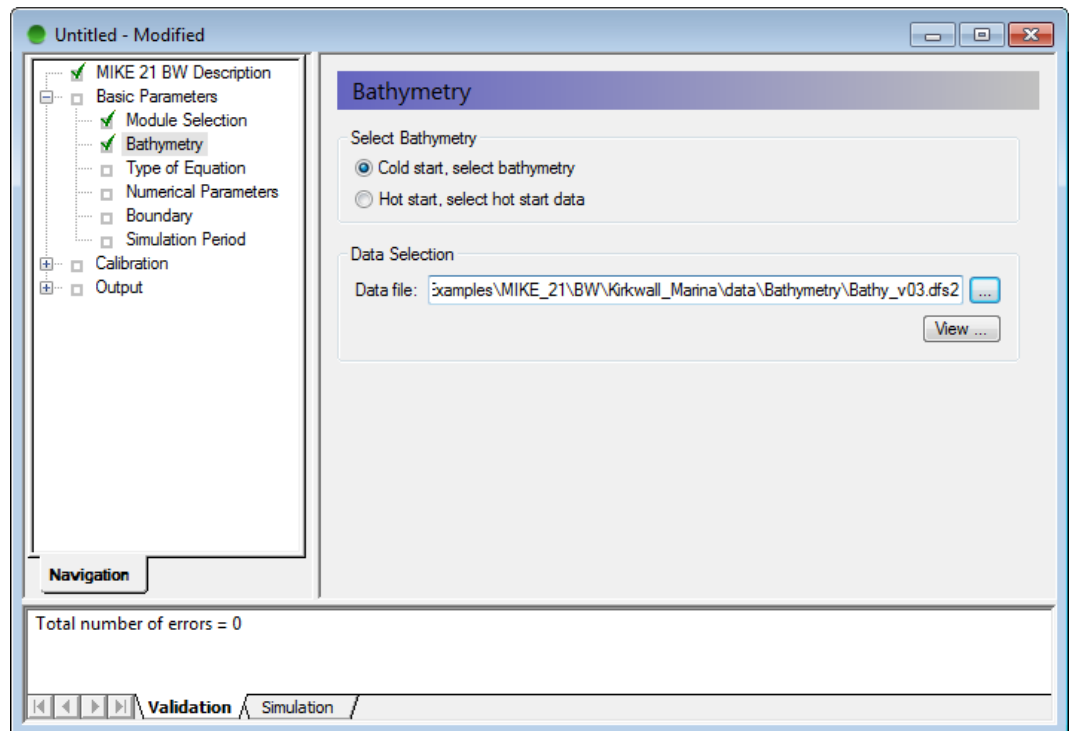 Untitled - Modified
MIKE 21 BW Description
Basic Parameters
Module Selection
Bathymetry
Type of Equation
Numerical Parameters
Boundary
Simulation Period
Calibration
Output
Navigation
Bathymetry
Select Bathymetry
Cold start, select bathymetry
Hot start, select hot start data
Data Selection
Data file: Examples\MIKE_21\BW\Kirkwall_Marina\data\Bathymetry\Bathy_v03.dfs2 ...
View ...
Total number of errors = 0
Validation Simulation